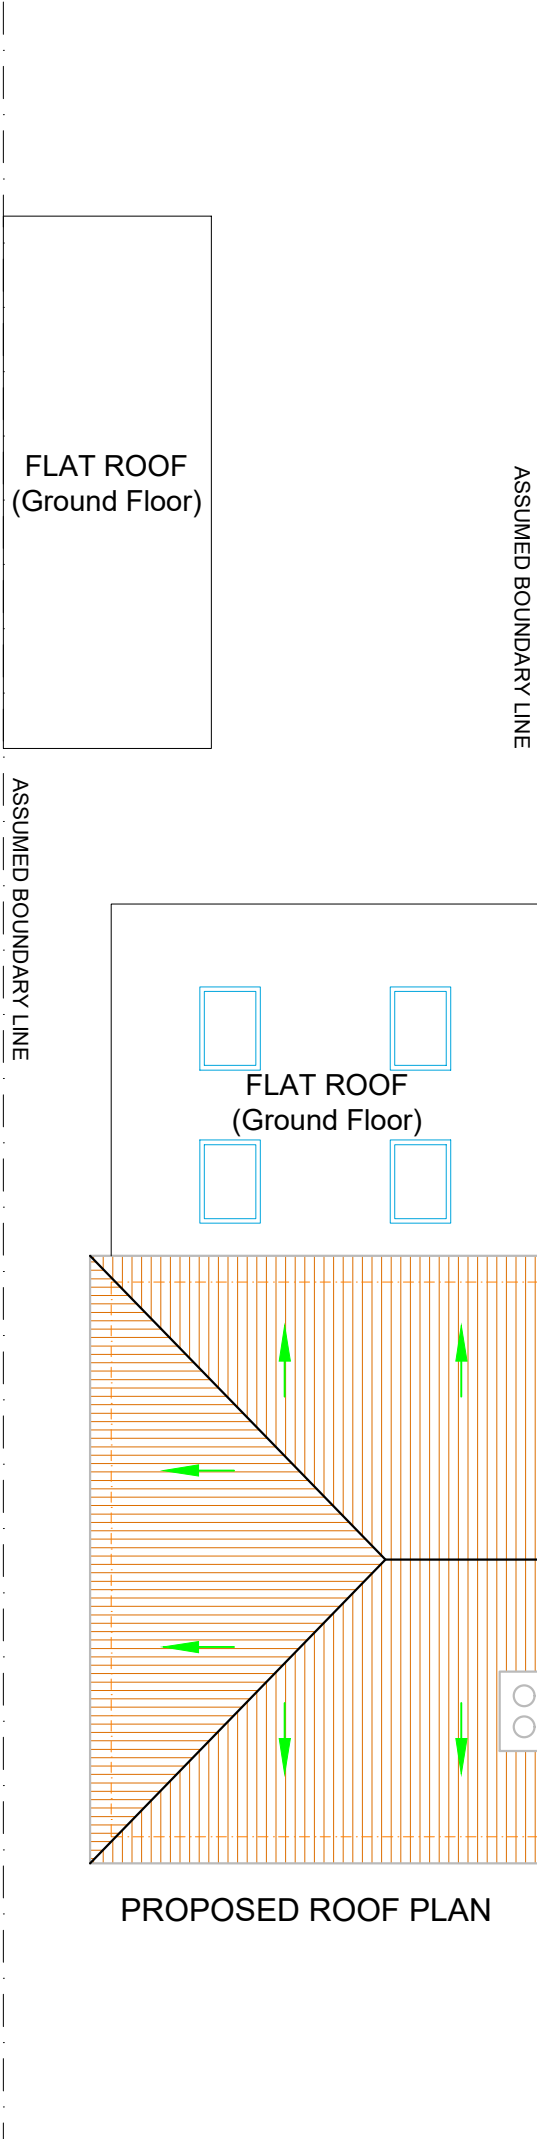 FLAT ROOF
(Ground Floor)
ASSUMED BOUNDARY LINE
ASSUMED BOUNDARY LINE
FLAT ROOF
(Ground Floor)
PROPOSED ROOF PLAN